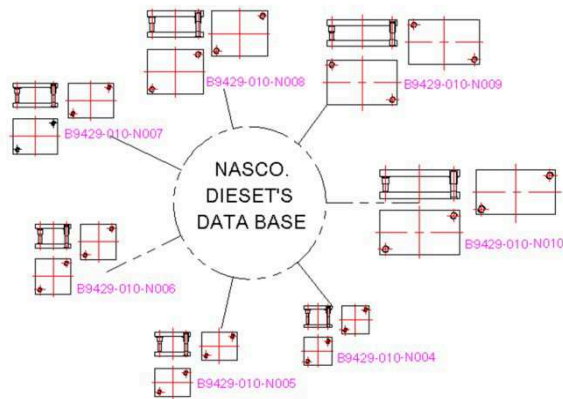 B9429-010-N008
B9429-010-N009
B9429-010-N007
NASCO.
DIESET'S
DATA BASE
B9429-010-N010
B9429-010-N006
B9429-010-N004
B9429-010-N005